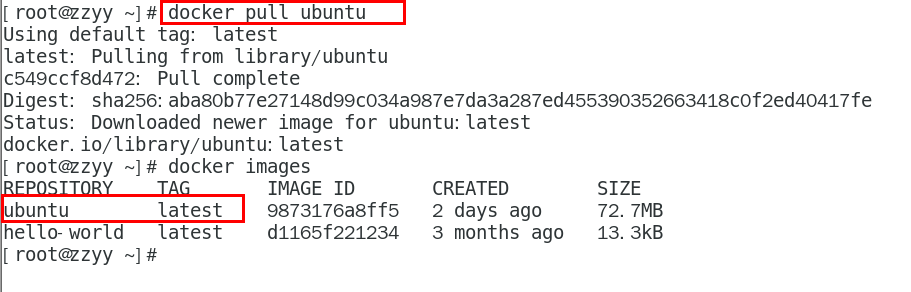 [root@zzyy ~]# docker pull ubuntu
Using default tag: latest
latest: Pulling from library/ubuntu
c549ccf8d472: Pull complete
Digest: sha256:aba80b77e27148d99c034a987e7da3a287ed455390352663418c0f2ed40417fe
Status: Downloaded newer image for ubuntu:latest
docker.io/library/ubuntu:latest
[root@zzyy ~]# docker images
REPOSITORY TAG IMAGE ID CREATED SIZE
ubuntu latest 9873176a8ff5 2 days ago 72.7MB
hello-world latest d1165f221234 3 months ago 13.3kB
[root@zzyy ~]#